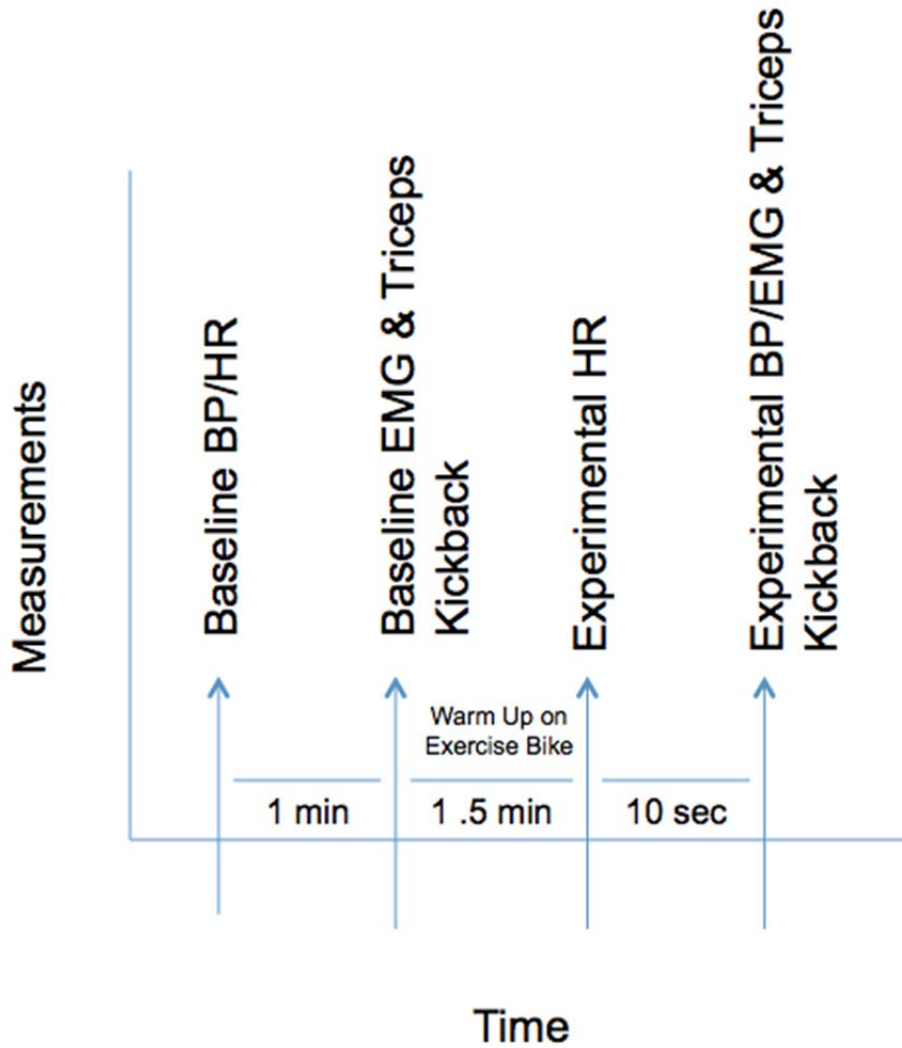 Measurements
Baseline BP/HR
Baseline EMG & Triceps
Kickback
Experimental HR
Experimental BP/EMG & Triceps
Kickback
Warm Up on
Exercise Bike
1 min
1 .5 min
10 sec
Time